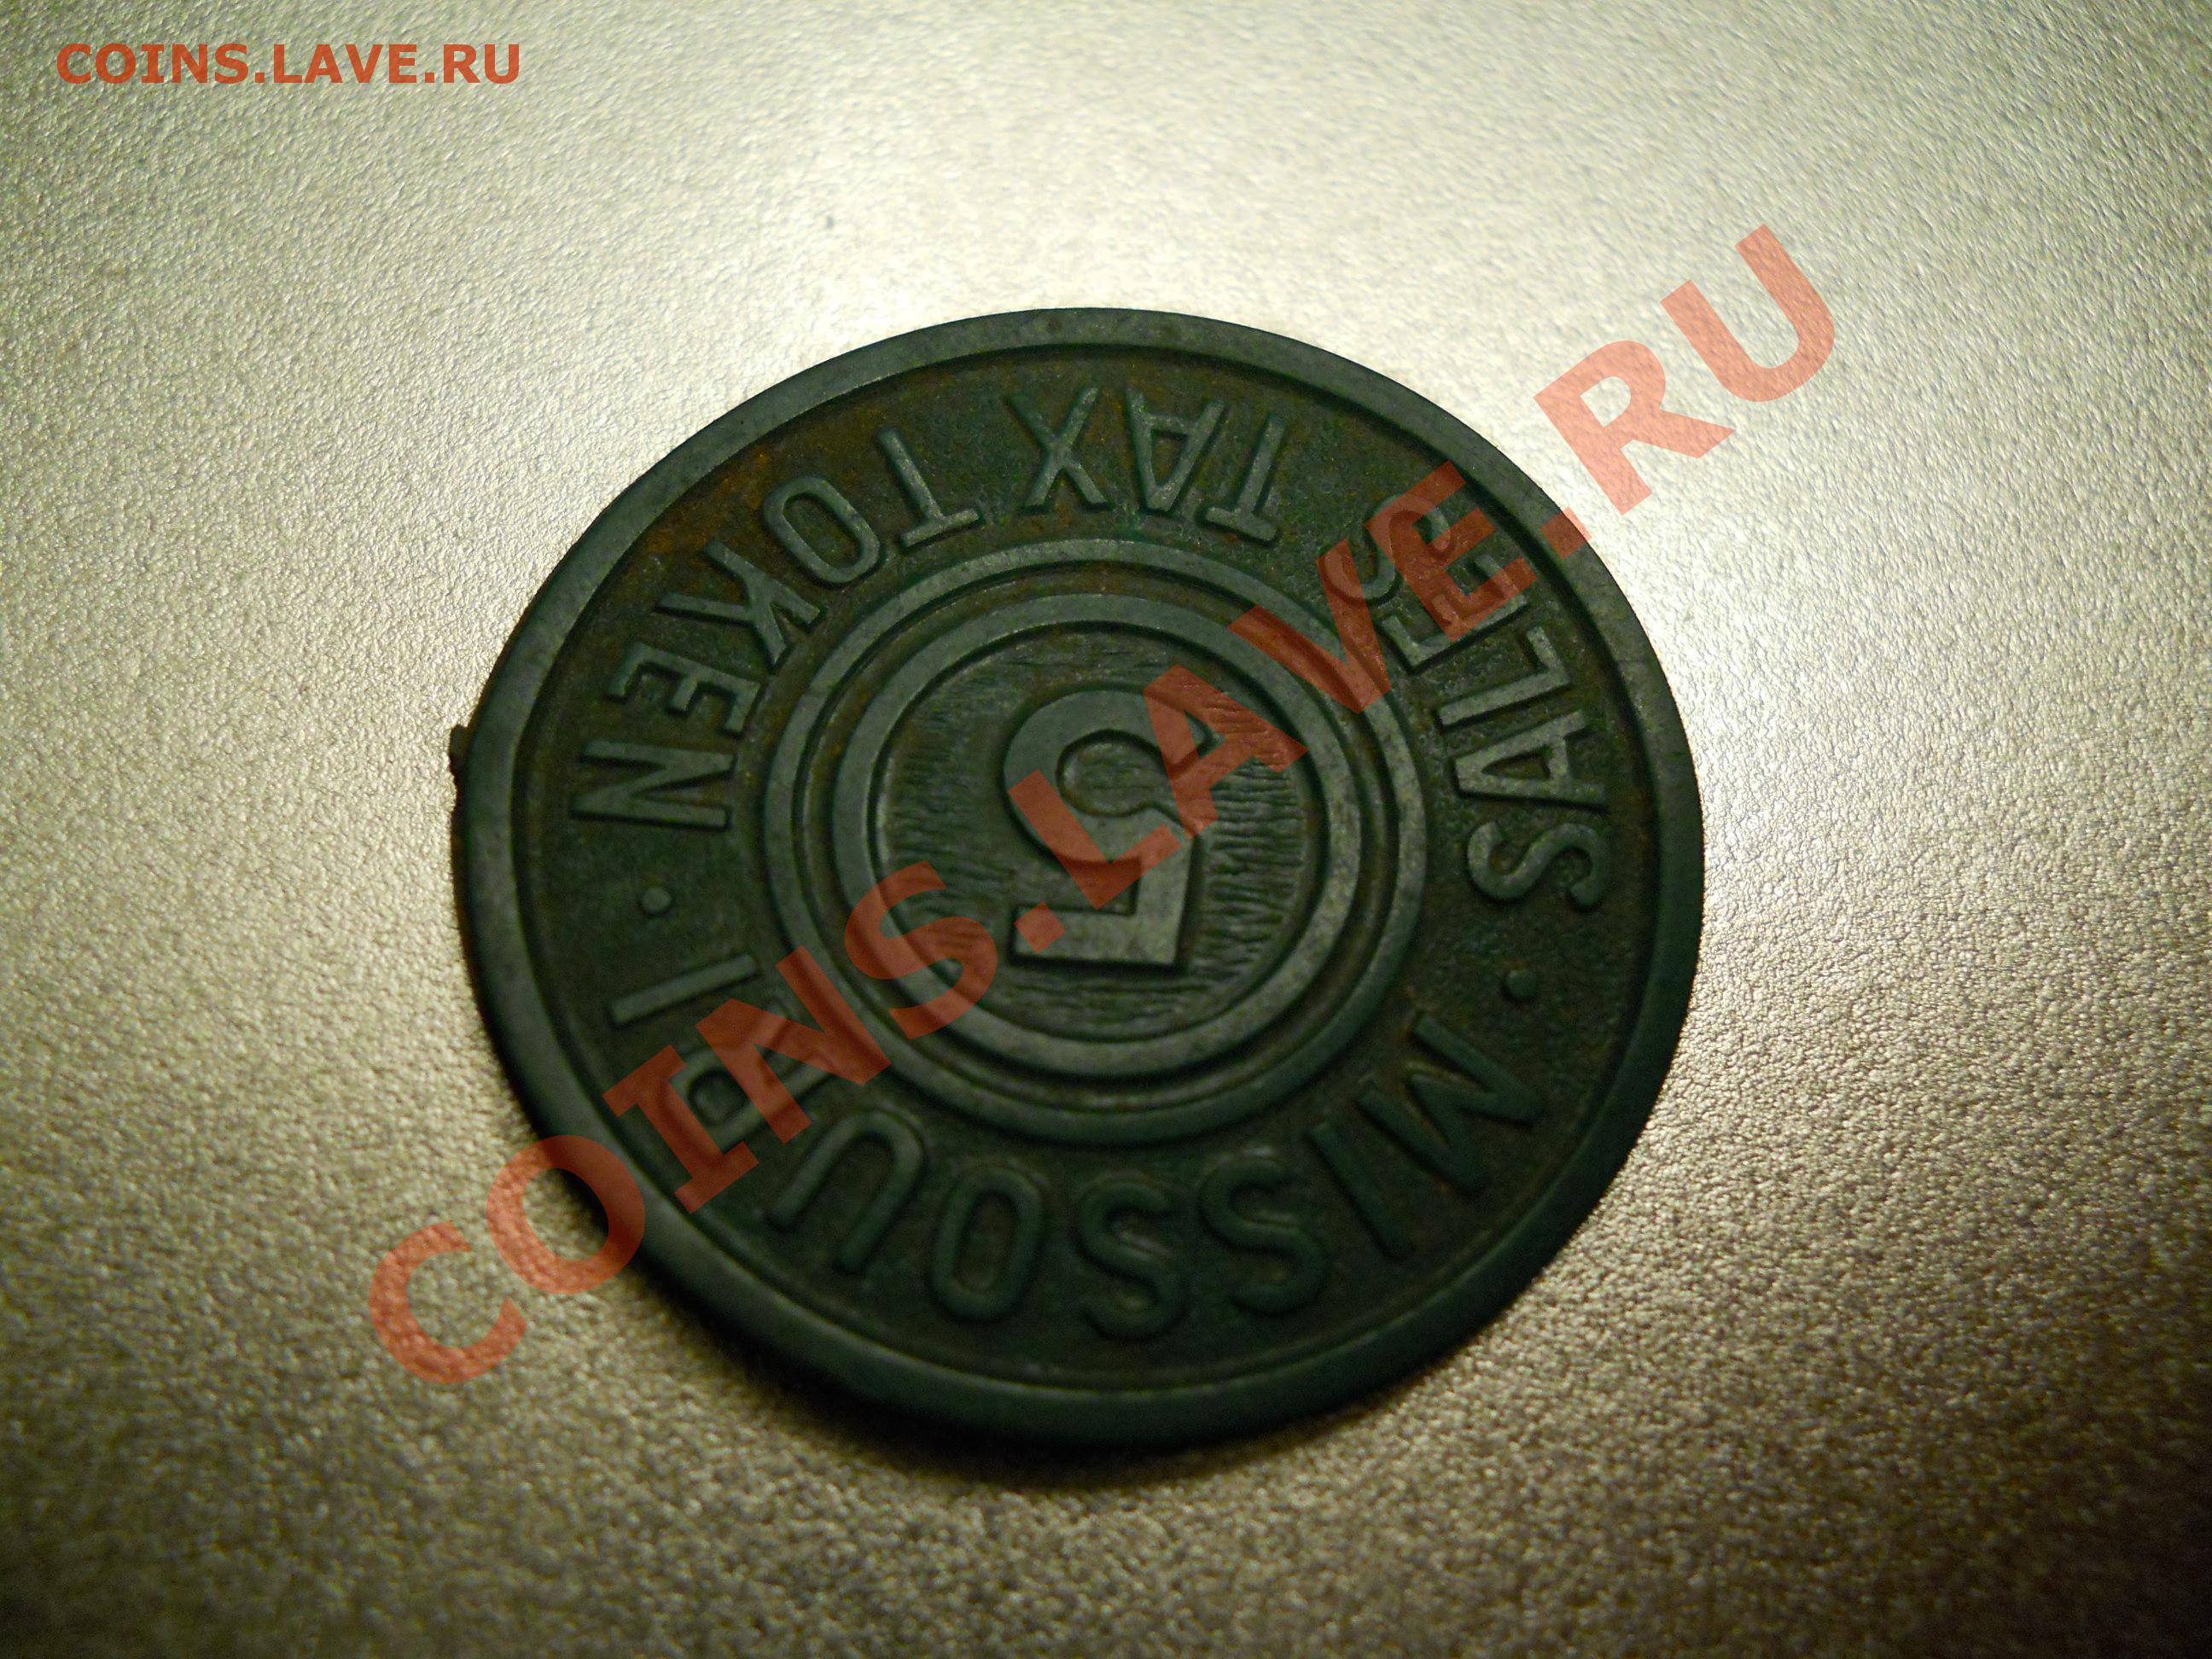 COINS.LAVE.RU
MISSOURI
SALES TAX TOKEN
5
COINS.LAVE.RU